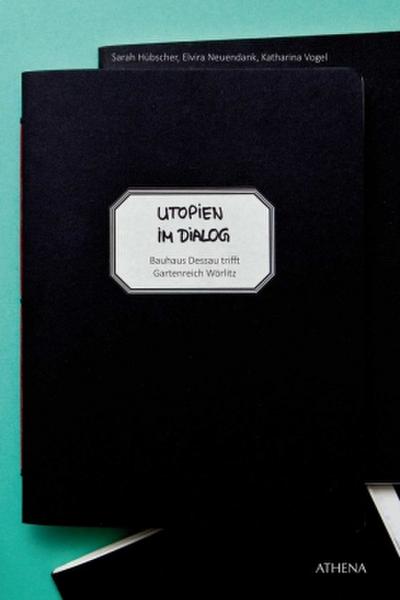 Sarah Hübscher, Elvira Neuendank, Katharina Vogel
UTOPIEN
IM DIALOG
Bauhaus Dessau trifft
Gartenreich Wörlitz
ATHENA